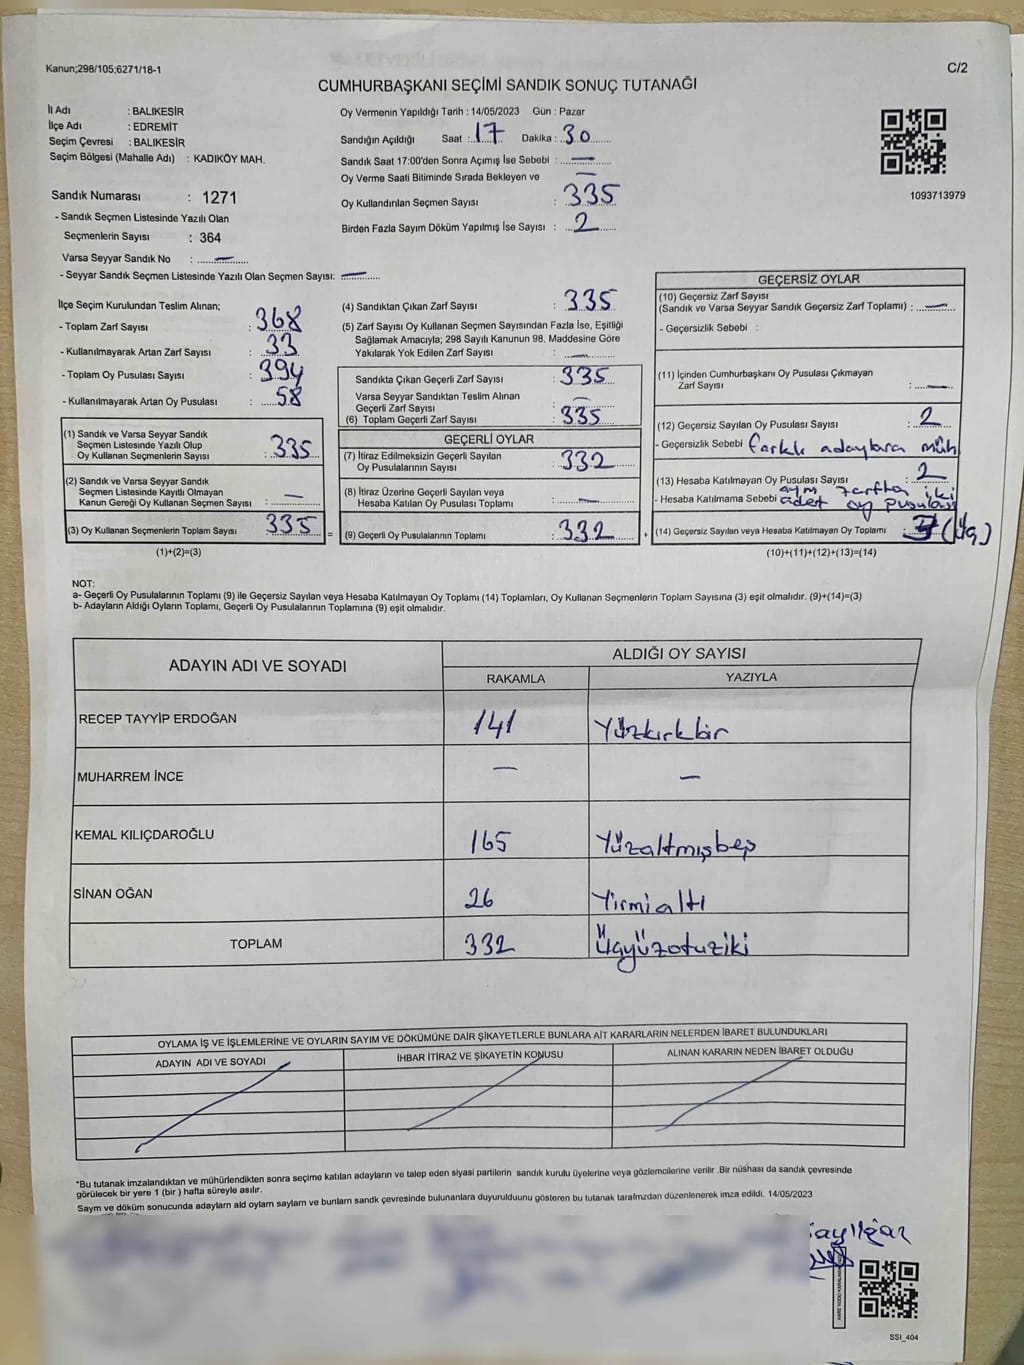 Kanun;298/105;6271/18-1
C/2
CUMHURBAŞKANI SEÇİMİ SANDIK SONUÇ TUTANAĞI
İl Adı : BALIKESİR
İlçe Adı : EDREMİT
Seçim Çevresi : BALIKESİR
Seçim Bölgesi (Mahalle Adı) : KADIKÖY MAH.
Oy Vermenin Yapıldığı Tarih : 14/05/2023 Gün : Pazar
Sandığın Açıldığı Saat : 17 Dakika : 30
Sandık Saat 17:00'den Sonra Açımış İse Sebebi : —
Oy Verme Saati Bitiminde Sırada Bekleyen ve —
Oy Kullandırılan Seçmen Sayısı : 335
Birden Fazla Sayım Döküm Yapılmış İse Sayısı : 2
1093713979
Sandık Numarası : 1271
- Sandık Seçmen Listesinde Yazılı Olan
Seçmenlerin Sayısı : 364
Varsa Seyyar Sandık No : —
- Seyyar Sandık Seçmen Listesinde Yazılı Olan Seçmen Sayısı: —
İlçe Seçim Kurulundan Teslim Alınan;
- Toplam Zarf Sayısı : 368
- Kullanılmayarak Artan Zarf Sayısı : 33
- Toplam Oy Pusulası Sayısı : 394
- Kullanılmayarak Artan Oy Pusulası : 58
(1) Sandık ve Varsa Seyyar Sandık
Seçmen Listesinde Yazılı Olup
Oy Kullanan Seçmenlerin Sayısı : 335
(2) Sandık ve Varsa Seyyar Sandık
Seçmen Listesinde Kayıtlı Olmayan
Kanun Gereği Oy Kullanan Seçmen Sayısı : —
(3) Oy Kullanan Seçmenlerin Toplam Sayısı : 335 =
(1)+(2)=(3)
(4) Sandıktan Çıkan Zarf Sayısı : 335
(5) Zarf Sayısı Oy Kullanan Seçmen Sayısından Fazla İse, Eşitliği
Sağlamak Amacıyla; 298 Sayılı Kanunun 98. Maddesine Göre
Yakılarak Yok Edilen Zarf Sayısı : —
Sandıkta Çıkan Geçerli Zarf Sayısı : 335
Varsa Seyyar Sandıktan Teslim Alınan
Geçerli Zarf Sayısı : —
(6) Toplam Geçerli Zarf Sayısı : 335
GEÇERLİ OYLAR
(7) İtiraz Edilmeksizin Geçerli Sayılan
Oy Pusulalarının Sayısı : 332
(8) İtiraz Üzerine Geçerli Sayılan veya
Hesaba Katılan Oy Pusulası Toplamı : —
(9) Geçerli Oy Pusulalarının Toplamı : 332 +
GEÇERSİZ OYLAR
(10) Geçersiz Zarf Sayısı
(Sandık ve Varsa Seyyar Sandık Geçersiz Zarf Toplamı) : —
- Geçersizlik Sebebi :
(11) İçinden Cumhurbaşkanı Oy Pusulası Çıkmayan
Zarf Sayısı : —
(12) Geçersiz Sayılan Oy Pusulası Sayısı : 2
- Geçersizlik Sebebi farklı adaylara müh
(13) Hesaba Katılmayan Oy Pusulası Sayısı : 2
aynı zarfta iki
- Hesaba Katılmama Sebebi adet oy pusulası
(14) Geçersiz Sayılan veya Hesaba Katılmayan Oy Toplamı : 3 (üç)
(10)+(11)+(12)+(13)=(14)
NOT:
a- Geçerli Oy Pusulalarının Toplamı (9) ile Geçersiz Sayılan veya Hesaba Katılmayan Oy Toplamı (14) Toplamları, Oy Kullanan Seçmenlerin Toplam Sayısına (3) eşit olmalıdır. (9)+(14)=(3)
b- Adayların Aldığı Oyların Toplamı, Geçerli Oy Pusulalarının Toplamına (9) eşit olmalıdır.
ADAYIN ADI VE SOYADI
ALDIĞI OY SAYISI
RAKAMLA YAZIYLA
RECEP TAYYİP ERDOĞAN 141 Yüzkırkbir
MUHARREM İNCE — —
KEMAL KILIÇDAROĞLU 165 Yüzaltmışbeş
SİNAN OĞAN 26 Yirmialtı
TOPLAM 332 Üçyüzotuziki
OYLAMA İŞ VE İŞLEMLERİNE VE OYLARIN SAYIM VE DÖKÜMÜNE DAİR ŞİKAYETLERLE BUNLARA AİT KARARLARIN NELERDEN İBARET BULUNDUKLARI
ADAYIN ADI VE SOYADI İHBAR İTİRAZ VE ŞİKAYETİN KONUSU ALINAN KARARIN NEDEN İBARET OLDUĞU
*Bu tutanak imzalandıktan ve mühürlendikten sonra seçime katılan adayların ve talep eden siyasi partilerin sandık kurulu üyelerine veya gözlemcilerine verilir .Bir nüshası da sandık çevresinde
görülecek bir yere 1 (bir ) hafta süreyle asılır.
Sayım ve döküm sonucunda adayların ald oylam saylam ve bunların sandk çevresinde bulunanlara duyurulduunu gösteren bu tutanak tarafmzdan düzenlenerek imza edildi. 14/05/2023
SSI_404